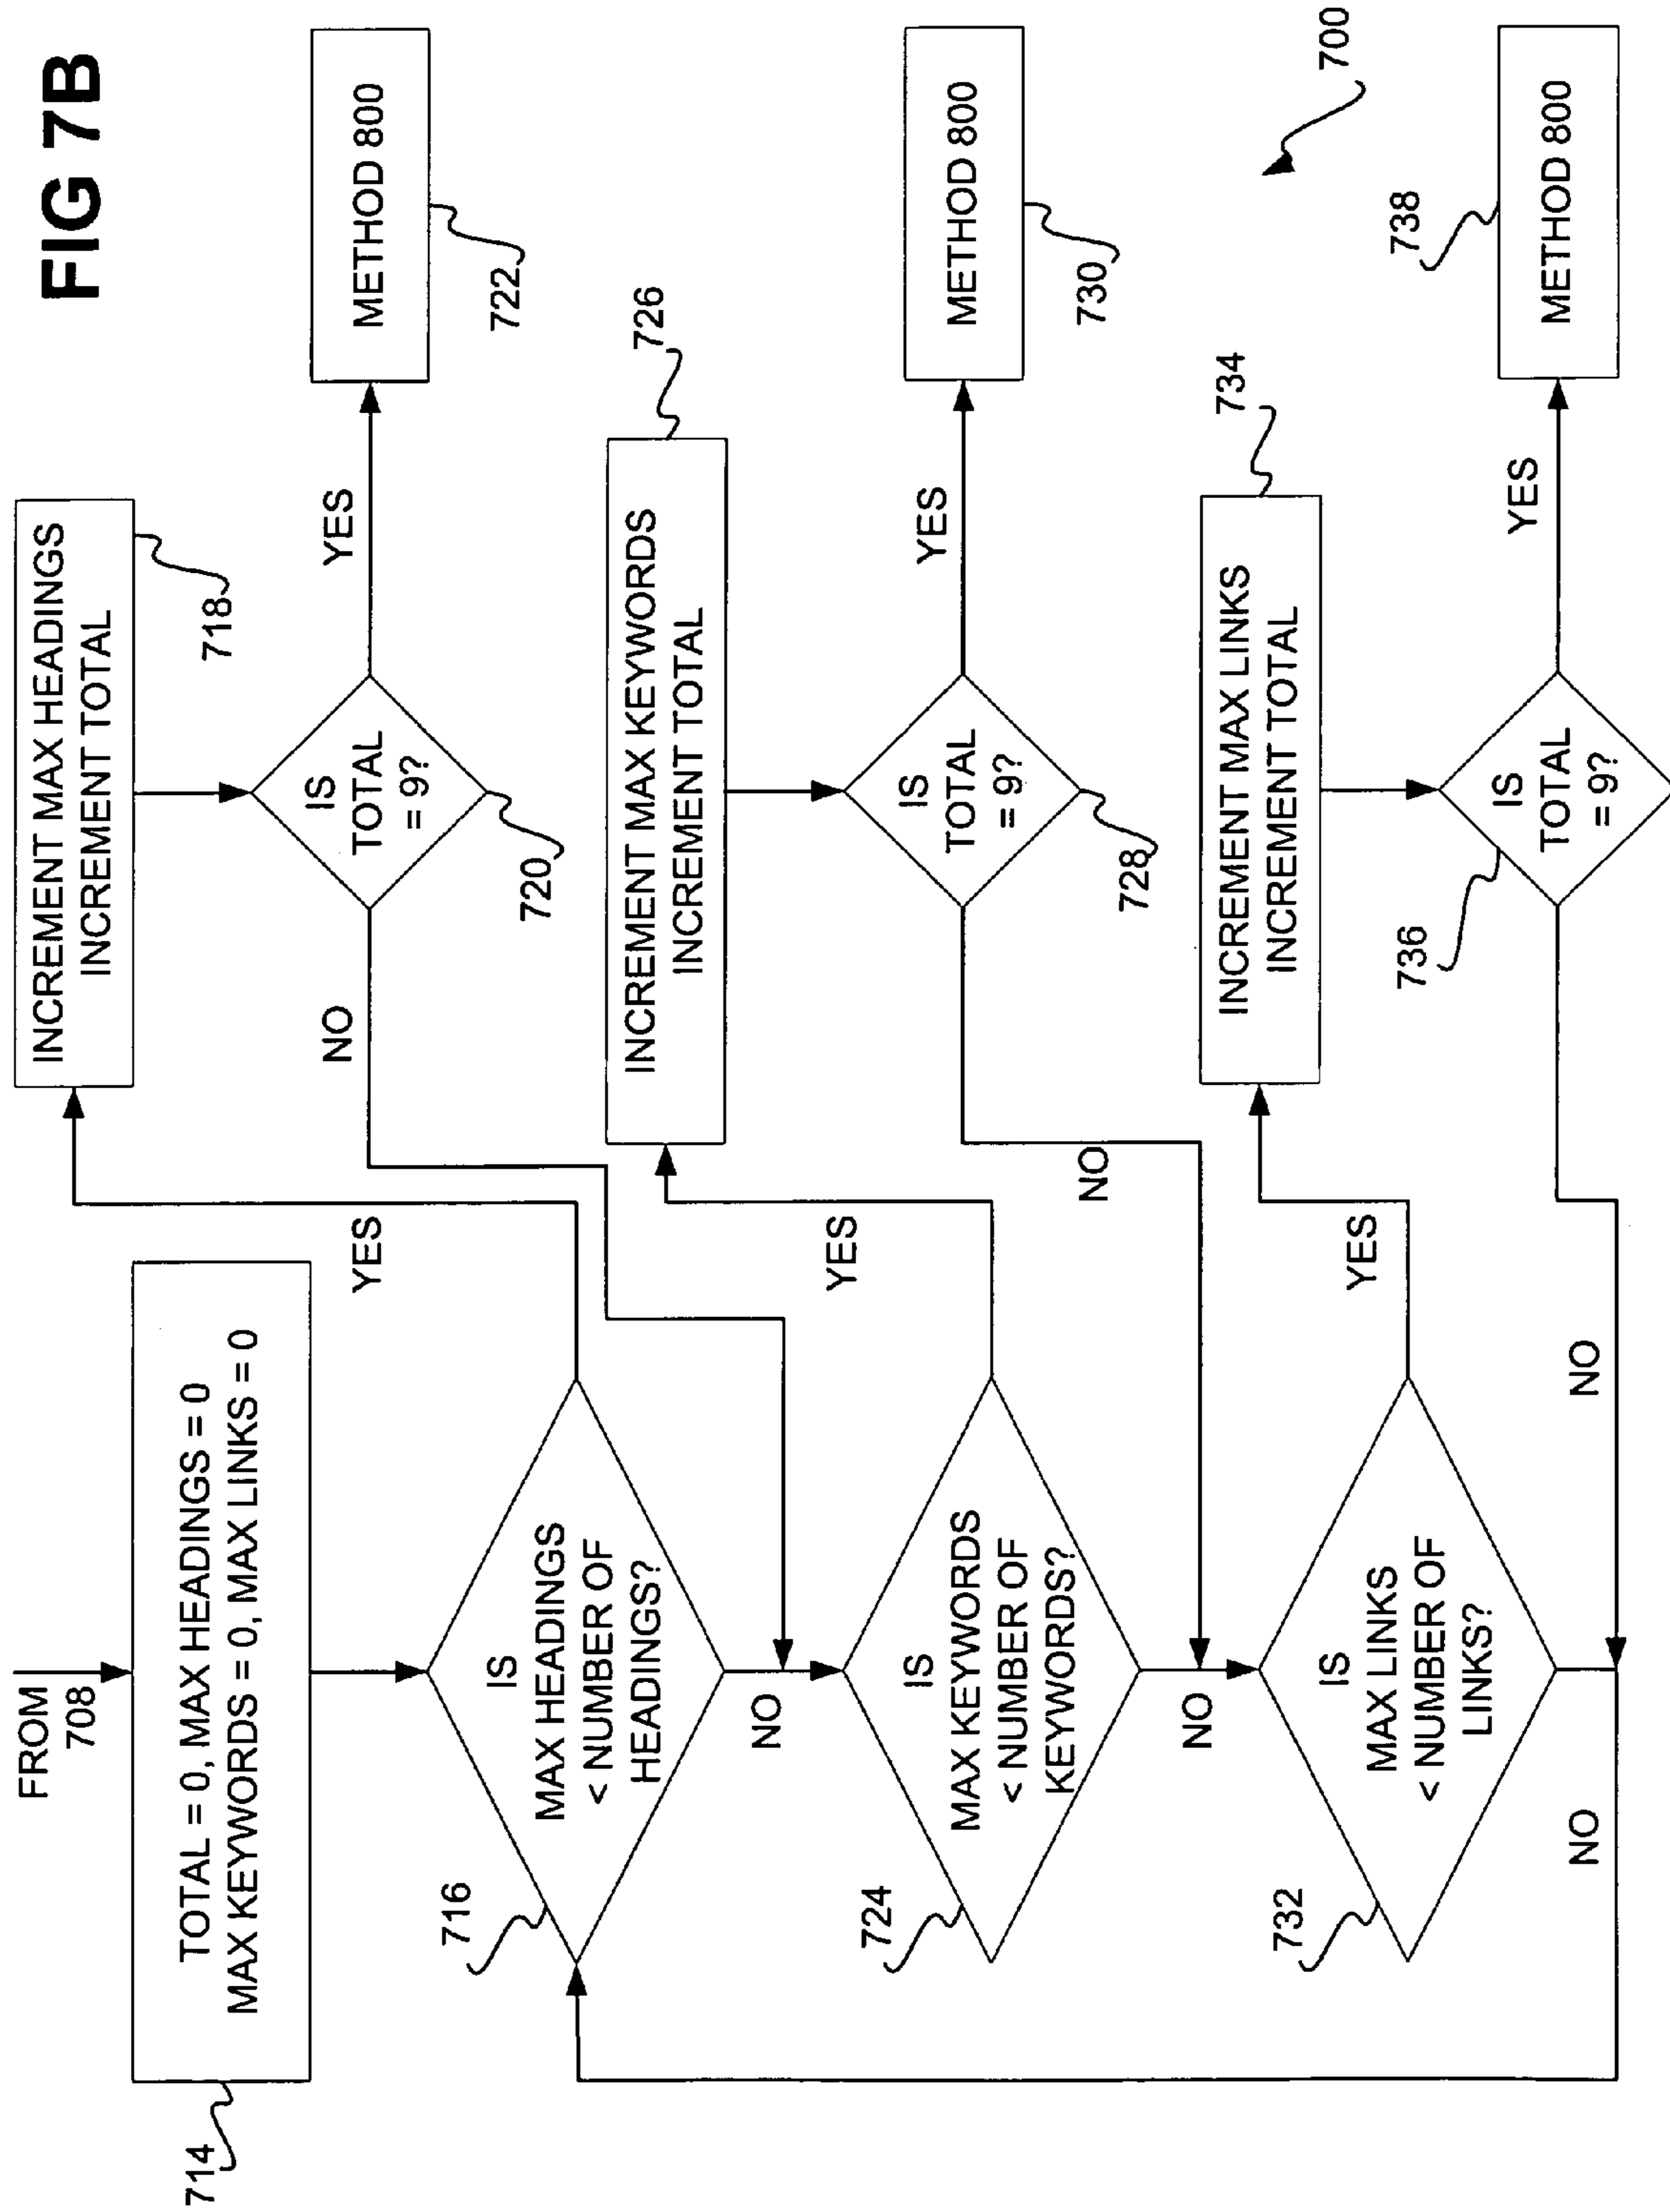 FIG 7B
FROM
708
714
TOTAL = 0, MAX HEADINGS = 0
MAX KEYWORDS = 0, MAX LINKS = 0
716
IS
MAX HEADINGS
< NUMBER OF
HEADINGS?
YES
NO
INCREMENT MAX HEADINGS
INCREMENT TOTAL
718
IS
TOTAL
= 9?
720
NO
YES
METHOD 800
722
724
IS
MAX KEYWORDS
< NUMBER OF
KEYWORDS?
YES
NO
INCREMENT MAX KEYWORDS
INCREMENT TOTAL
726
IS
TOTAL
= 9?
728
NO
YES
METHOD 800
730
732
IS
MAX LINKS
< NUMBER OF
LINKS?
YES
NO
INCREMENT MAX LINKS
INCREMENT TOTAL
734
IS
TOTAL
= 9?
736
NO
YES
METHOD 800
738
700